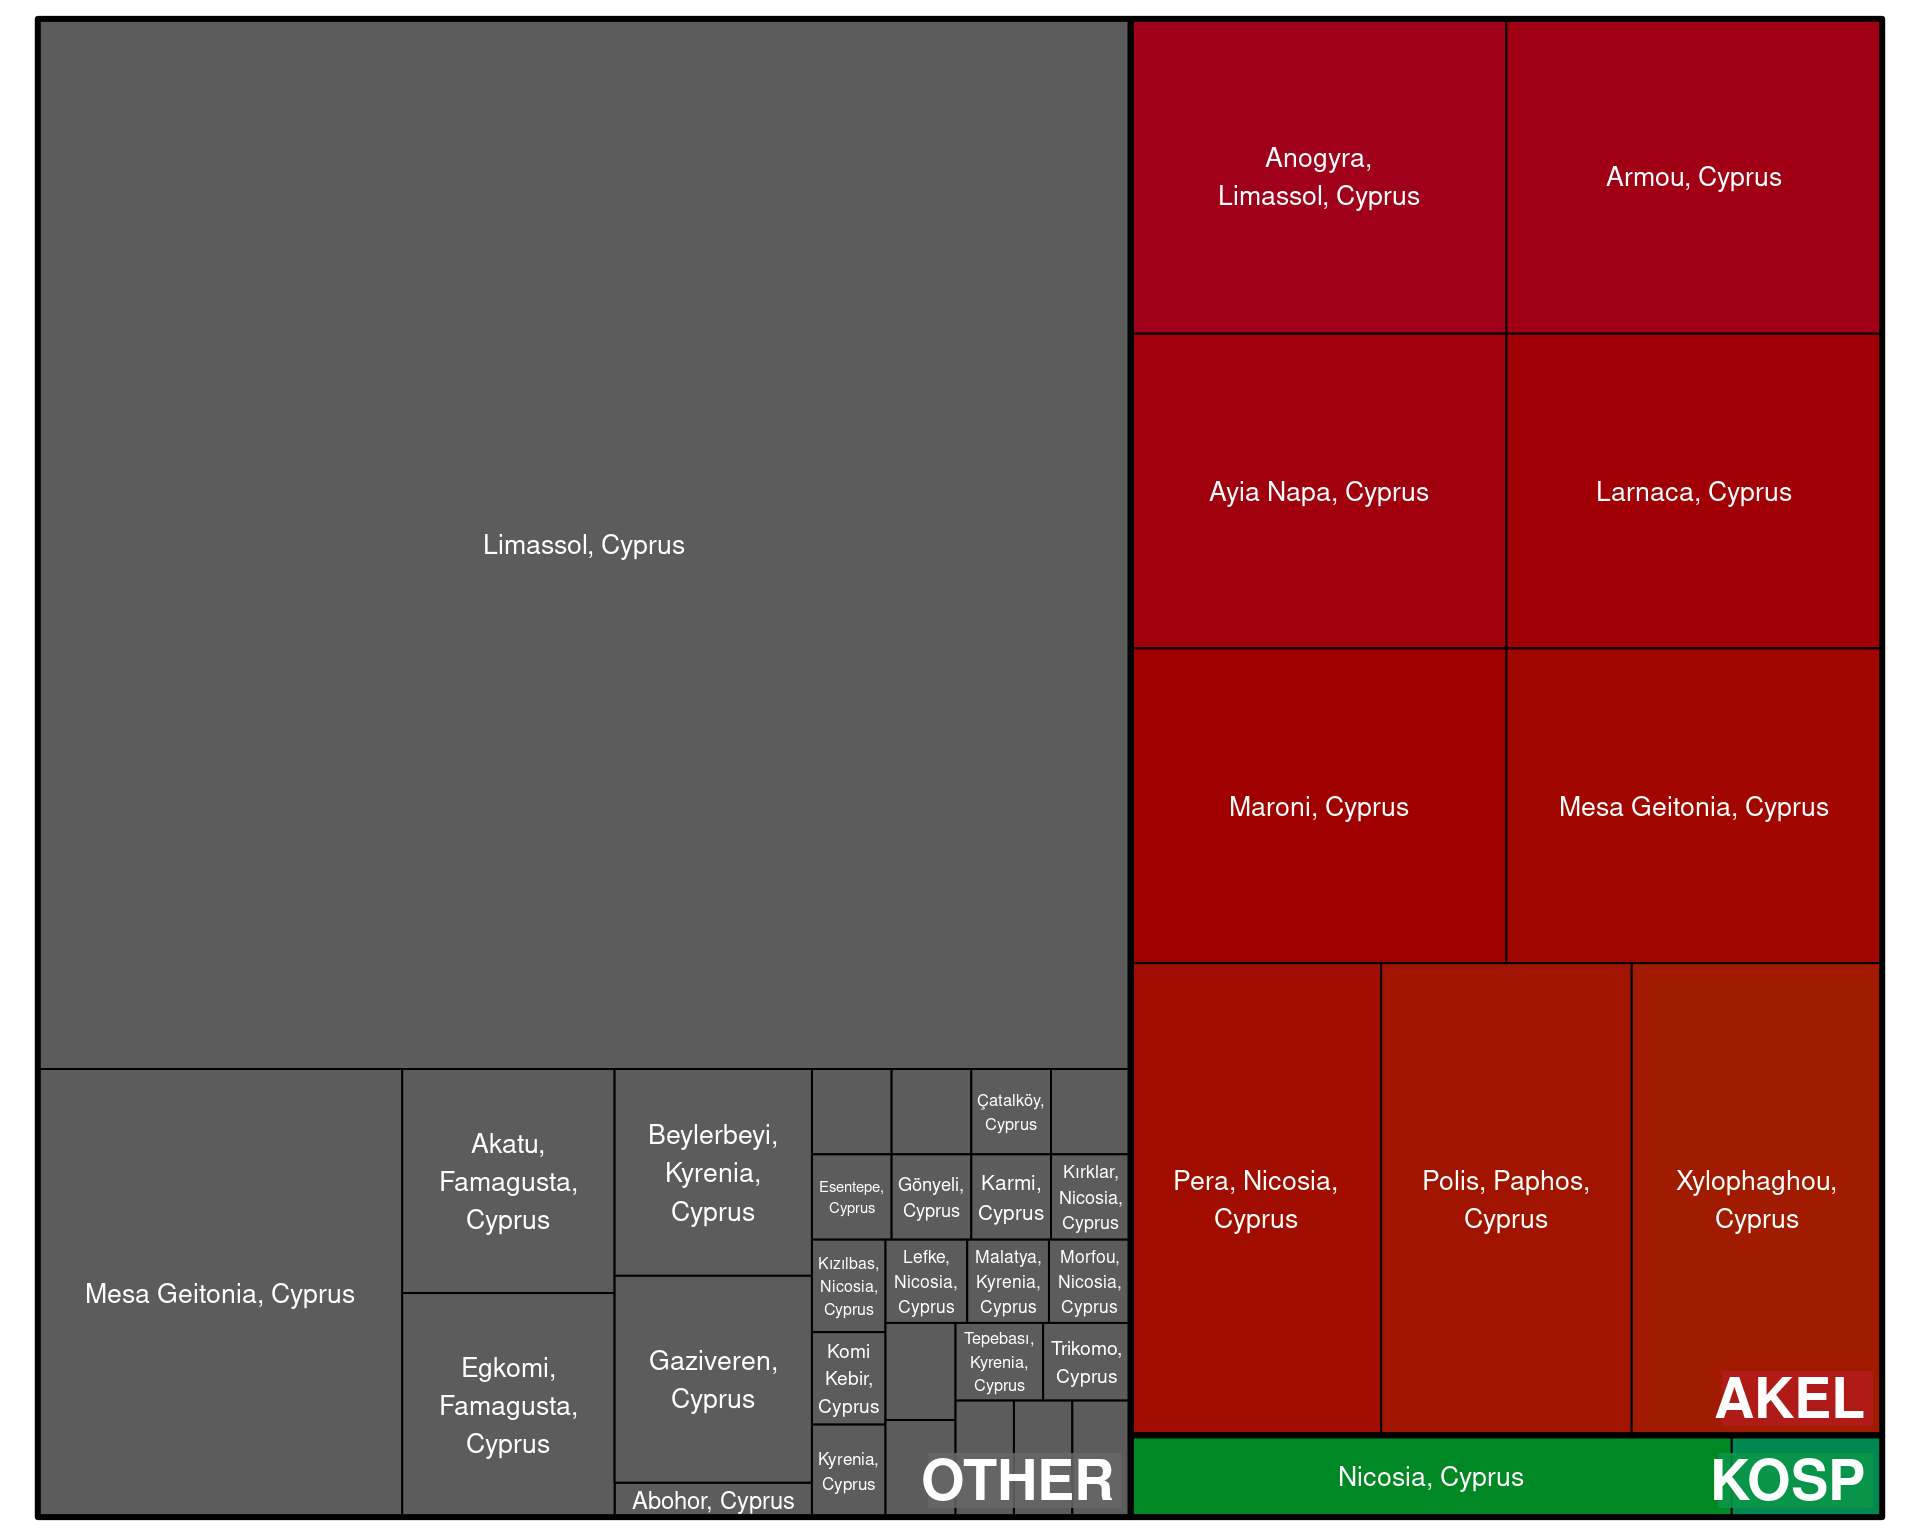 Limassol, Cyprus
Mesa Geitonia, Cyprus
Akatu,
Famagusta,
Cyprus
Egkomi,
Famagusta,
Cyprus
Beylerbeyi,
Kyrenia,
Cyprus
Gaziveren,
Cyprus
Abohor, Cyprus
Çatalköy,
Cyprus
Esentepe,
Cyprus
Gönyeli,
Cyprus
Karmi,
Cyprus
Kırklar,
Nicosia,
Cyprus
Kızılbas,
Nicosia,
Cyprus
Komi
Kebir,
Cyprus
Kyrenia,
Cyprus
Lefke,
Nicosia,
Cyprus
Malatya,
Kyrenia,
Cyprus
Morfou,
Nicosia,
Cyprus
Tepebası,
Kyrenia,
Cyprus
Trikomo,
Cyprus
OTHER
Anogyra,
Limassol, Cyprus
Armou, Cyprus
Ayia Napa, Cyprus
Larnaca, Cyprus
Maroni, Cyprus
Mesa Geitonia, Cyprus
Pera, Nicosia,
Cyprus
Polis, Paphos,
Cyprus
Xylophaghou,
Cyprus
AKEL
Nicosia, Cyprus
KOSP